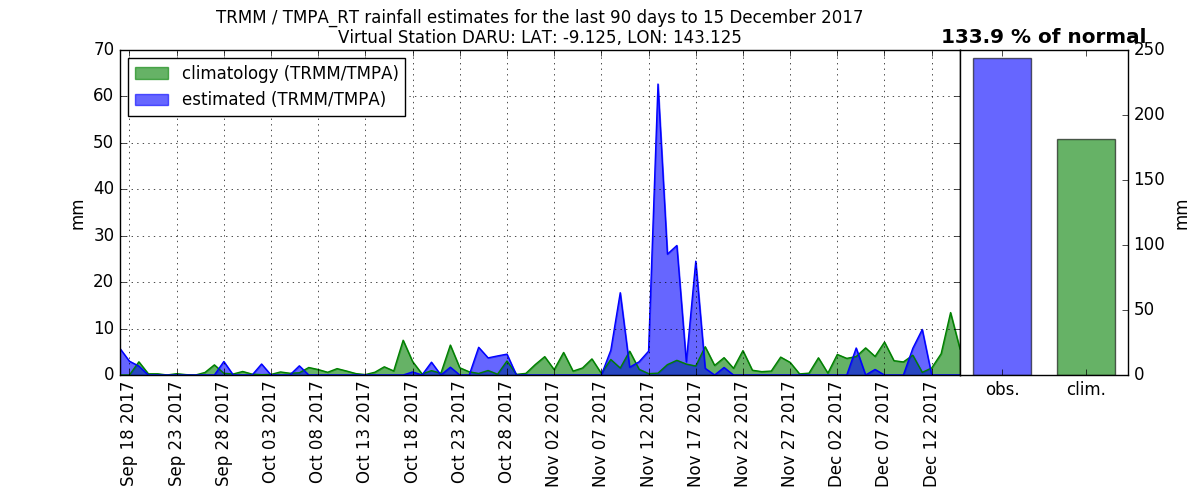 TRMM / TMPA_RT rainfall estimates for the last 90 days to 15 December 2017
Virtual Station DARU: LAT: -9.125, LON: 143.125
133.9 % of normal
climatology (TRMM/TMPA)
estimated (TRMM/TMPA)
mm
70
60
50
40
30
20
10
0
Sep 18 2017
Sep 23 2017
Sep 28 2017
Oct 03 2017
Oct 08 2017
Oct 13 2017
Oct 18 2017
Oct 23 2017
Oct 28 2017
Nov 02 2017
Nov 07 2017
Nov 12 2017
Nov 17 2017
Nov 22 2017
Nov 27 2017
Dec 02 2017
Dec 07 2017
Dec 12 2017
obs.
clim.
250
200
150
100
50
0
mm